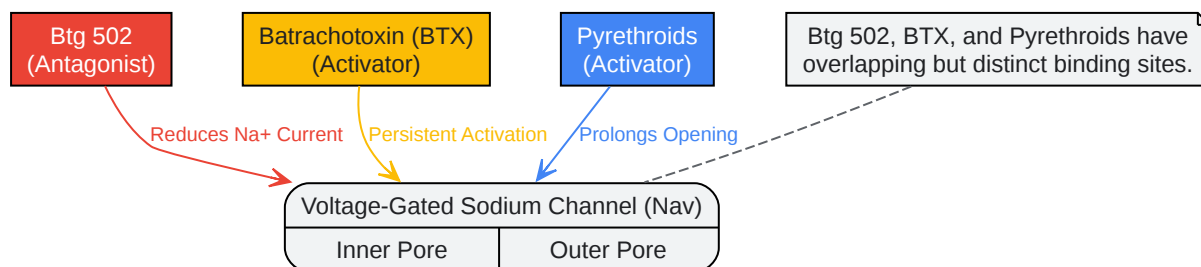 Btg 502
(Antagonist)
Batrachotoxin (BTX)
(Activator)
Pyrethroids
(Activator)
Btg 502, BTX, and Pyrethroids have
overlapping but distinct binding sites.
Reduces Na+ Current
Persistent Activation
Prolongs Opening
Voltage-Gated Sodium Channel (Nav)
Inner Pore
Outer Pore